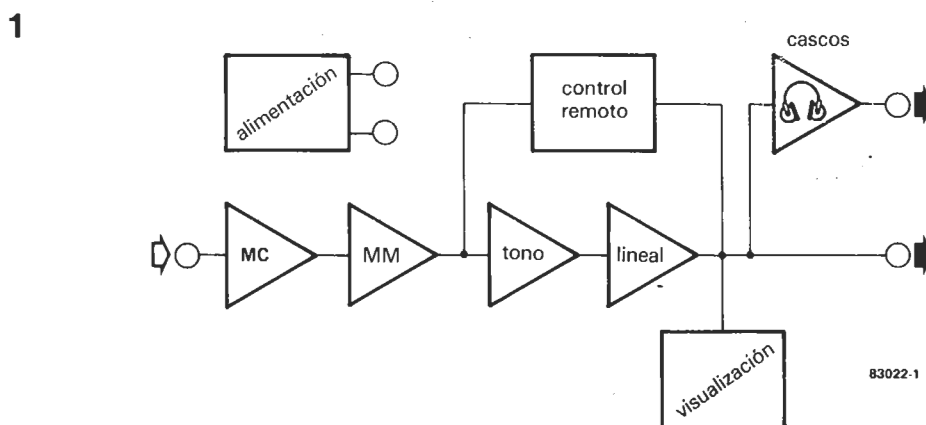 1
cascos
alimentación
control
remoto
MC
MM
tono
lineal
visualización
83022-1